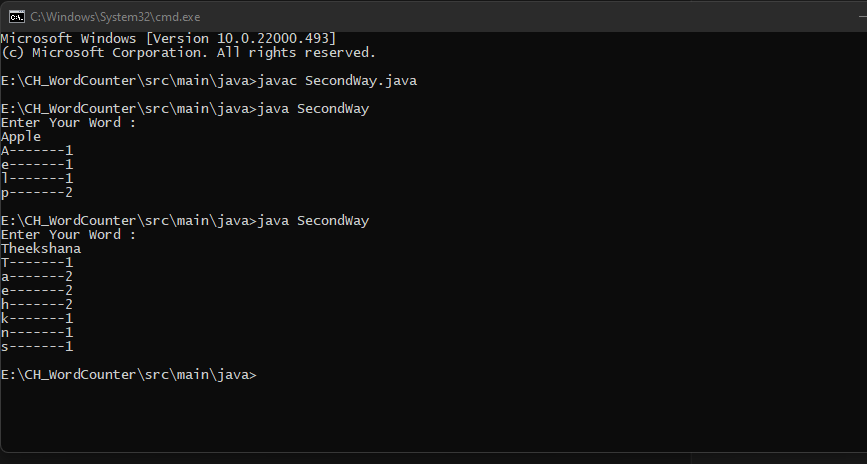 C:\Windows\System32\cmd.exe
Microsoft Windows [Version 10.0.22000.493]
(c) Microsoft Corporation. All rights reserved.
E:\CH_WordCounter\src\main\java>javac SecondWay.java
E:\CH_WordCounter\src\main\java>java SecondWay
Enter Your Word :
Apple
A-------1
e-------1
l-------1
p-------2
E:\CH_WordCounter\src\main\java>java SecondWay
Enter Your Word :
Theekshana
T-------1
a-------2
e-------2
h-------2
k-------1
n-------1
s-------1
E:\CH_WordCounter\src\main\java>